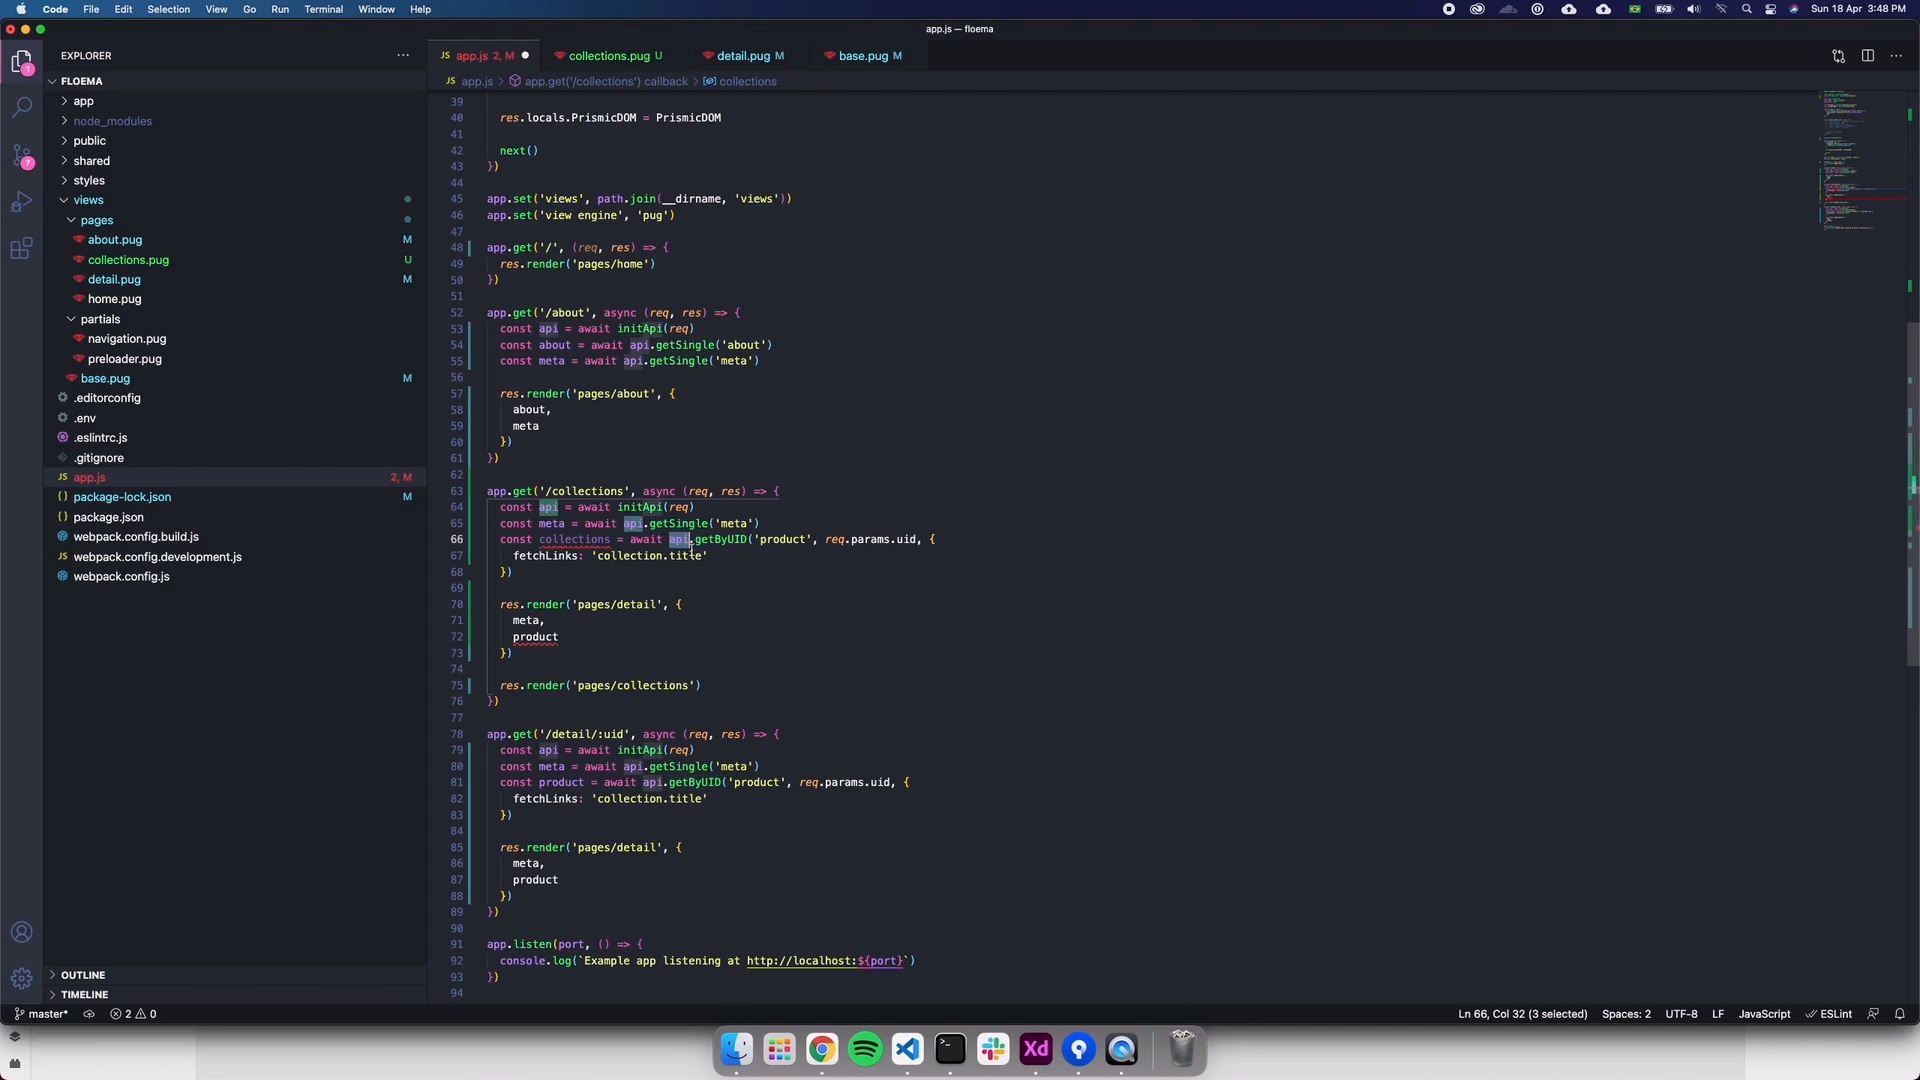 Code File Edit Selection View Go Run Terminal Window Help Sun 18 Apr 3:48 PM
app.js — floema
EXPLORER
FLOEMA
app
node_modules
public
shared
styles
views
pages
about.pug M
collections.pug U
detail.pug M
home.pug
partials
navigation.pug
preloader.pug
base.pug M
.editorconfig
.env
.eslintrc.js
.gitignore
JS app.js 2, M
package-lock.json M
package.json
webpack.config.build.js
JS webpack.config.development.js
webpack.config.js
OUTLINE
TIMELINE
1
7
JS app.js 2, M collections.pug U detail.pug M base.pug M
JS app.js > app.get('/collections') callback > collections
39
40 res.locals.PrismicDOM = PrismicDOM
41
42 next()
43 })
44
45 app.set('views', path.join(__dirname, 'views'))
46 app.set('view engine', 'pug')
47
48 app.get('/', (req, res) => {
49 res.render('pages/home')
50 })
51
52 app.get('/about', async (req, res) => {
53 const api = await initApi(req)
54 const about = await api.getSingle('about')
55 const meta = await api.getSingle('meta')
56
57 res.render('pages/about', {
58 about,
59 meta
60 })
61 })
62
63 app.get('/collections', async (req, res) => {
64 const api = await initApi(req)
65 const meta = await api.getSingle('meta')
66 const collections = await api.getByUID('product', req.params.uid, {
67 fetchLinks: 'collection.title'
68 })
69
70 res.render('pages/detail', {
71 meta,
72 product
73 })
74
75 res.render('pages/collections')
76 })
77
78 app.get('/detail/:uid', async (req, res) => {
79 const api = await initApi(req)
80 const meta = await api.getSingle('meta')
81 const product = await api.getByUID('product', req.params.uid, {
82 fetchLinks: 'collection.title'
83 })
84
85 res.render('pages/detail', {
86 meta,
87 product
88 })
89 })
90
91 app.listen(port, () => {
92 console.log(`Example app listening at http://localhost:${port}`)
93 })
94
master* 2 0 Ln 66, Col 32 (3 selected) Spaces: 2 UTF-8 LF JavaScript ESLint
Xd